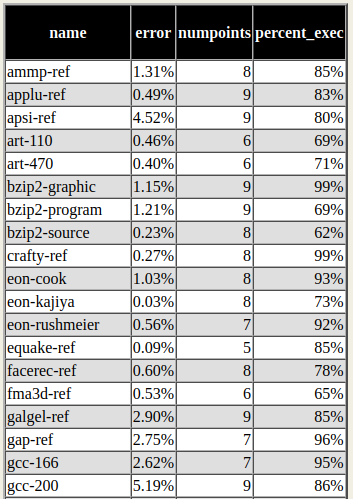 name error numpoints percent_exec
ammp-ref 1.31% 8 85%
applu-ref 0.49% 9 83%
apsi-ref 4.52% 9 80%
art-110 0.46% 6 69%
art-470 0.40% 6 71%
bzip2-graphic 1.15% 9 99%
bzip2-program 1.21% 9 69%
bzip2-source 0.23% 8 62%
crafty-ref 0.27% 8 99%
eon-cook 1.03% 8 93%
eon-kajiya 0.03% 8 73%
eon-rushmeier 0.56% 7 92%
equake-ref 0.09% 5 85%
facerec-ref 0.60% 8 78%
fma3d-ref 0.53% 6 65%
galgel-ref 2.90% 9 85%
gap-ref 2.75% 7 96%
gcc-166 2.62% 7 95%
gcc-200 5.19% 9 86%